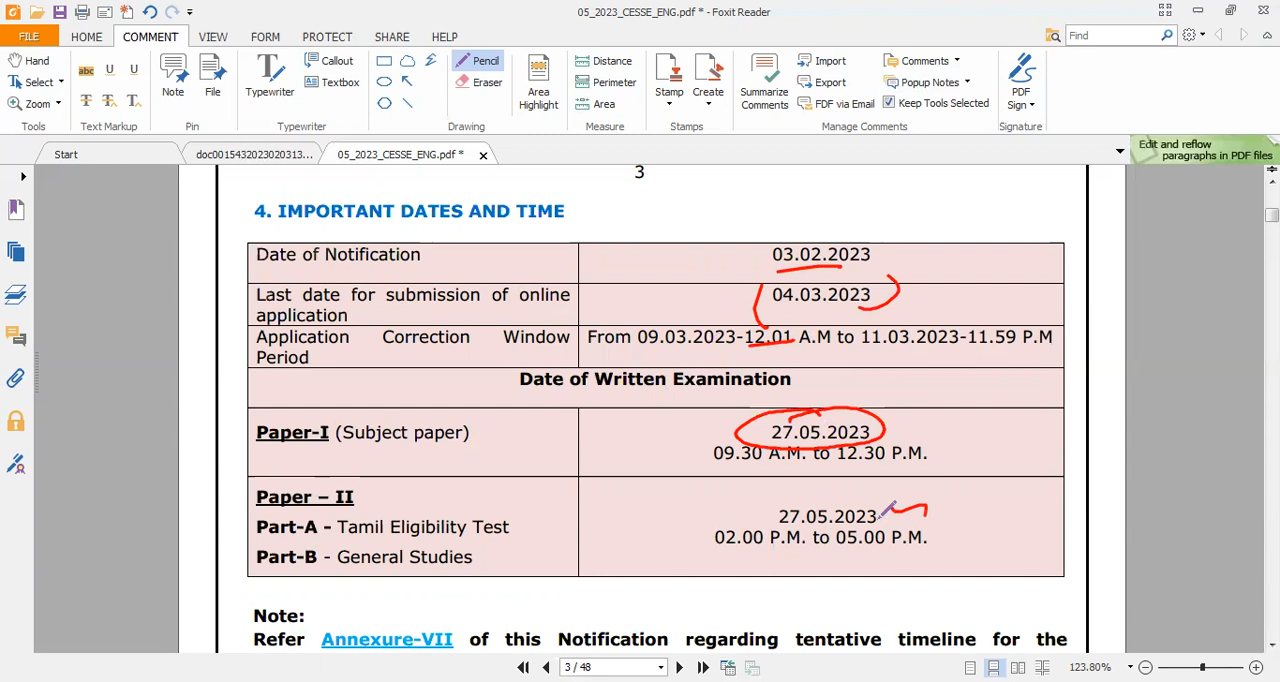 05_2023_CESSE_ENG.pdf * - Foxit Reader
FILE HOME COMMENT VIEW FORM PROTECT SHARE HELP
Find
Hand
Select
Zoom
Tools
abc U U
T T T
Text Markup
Note
File
Pin
Typewriter
Callout
Textbox
Typewriter
Pencil
Eraser
Drawing
Area
Highlight
Distance
Perimeter
Area
Measure
Stamp
Create
Stamps
Summarize
Comments
Import
Export
FDF via Email
Comments
Popup Notes
Keep Tools Selected
Manage Comments
PDF
Sign
Signature
Start
doc0015432023020313...
05_2023_CESSE_ENG.pdf *
Edit and reflow
paragraphs in PDF files
3
4. IMPORTANT DATES AND TIME
Date of Notification 03.02.2023
Last date for submission of online
application
04.03.2023
Application Correction Window
Period
From 09.03.2023-12.01 A.M to 11.03.2023-11.59 P.M
Date of Written Examination
Paper-I (Subject paper)
27.05.2023
09.30 A.M. to 12.30 P.M.
Paper – II
Part-A - Tamil Eligibility Test
Part-B - General Studies
27.05.2023
02.00 P.M. to 05.00 P.M.
Note:
Refer Annexure-VII of this Notification regarding tentative timeline for the
3 / 48
123.80%